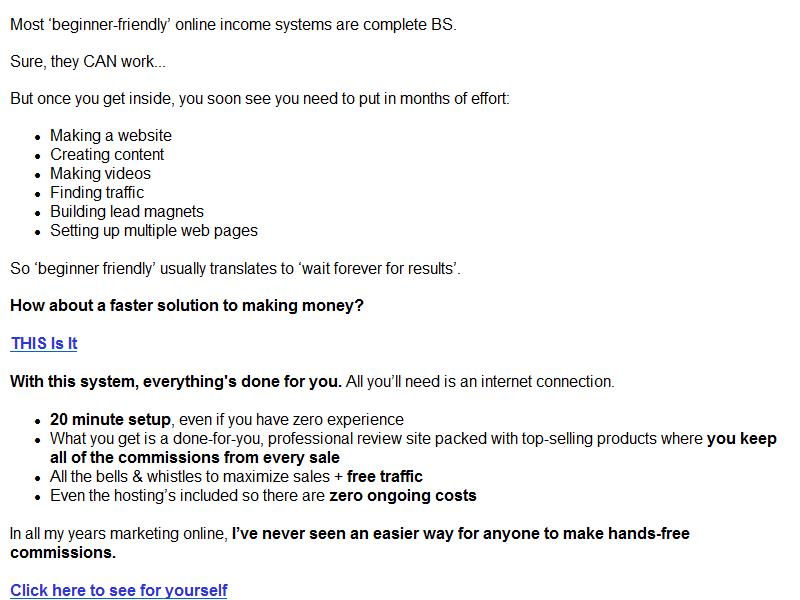 Most ‘beginner-friendly’ online income systems are complete BS.
Sure, they CAN work...
But once you get inside, you soon see you need to put in months of effort:
• Making a website
• Creating content
• Making videos
• Finding traffic
• Building lead magnets
• Setting up multiple web pages
So ‘beginner friendly’ usually translates to ‘wait forever for results’.
How about a faster solution to making money?
THIS Is It
With this system, everything's done for you. All you’ll need is an internet connection.
• 20 minute setup, even if you have zero experience
• What you get is a done-for-you, professional review site packed with top-selling products where you keep
all of the commissions from every sale
• All the bells & whistles to maximize sales + free traffic
• Even the hosting’s included so there are zero ongoing costs
In all my years marketing online, I’ve never seen an easier way for anyone to make hands-free
commissions.
Click here to see for yourself